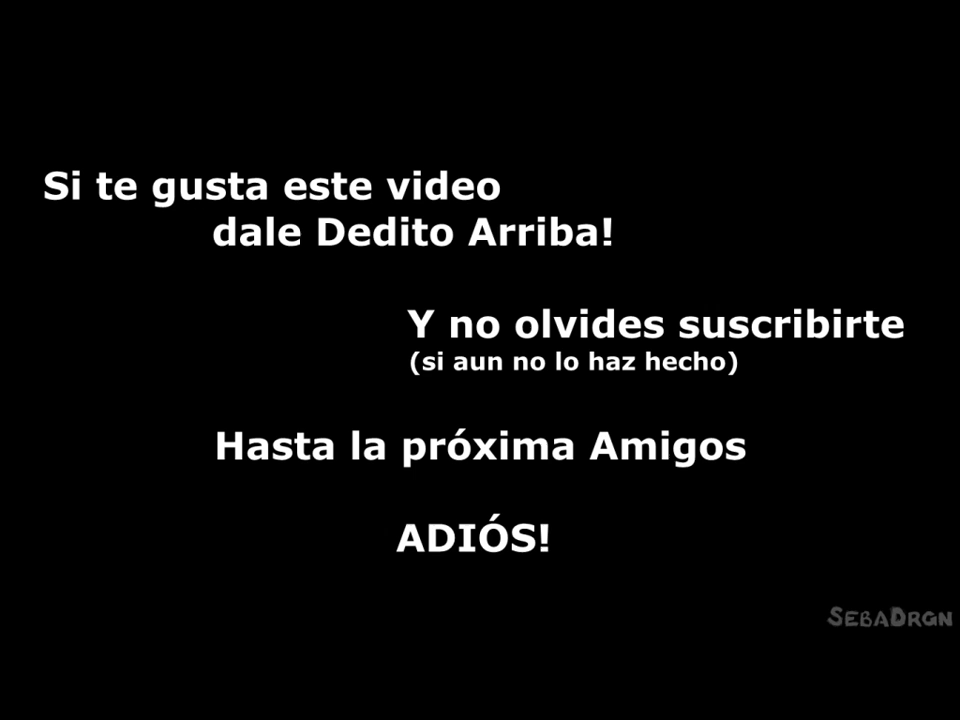 Si te gusta este video
dale Dedito Arriba!
Y no olvides suscribirte
(si aun no lo haz hecho)
Hasta la próxima Amigos
ADIÓS!
SEBADRGN